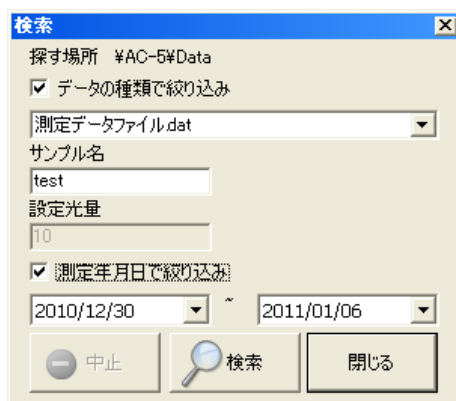 検索
探す場所 ¥AC-5¥Data
データの種類で絞り込み
測定データファイル.dat
サンプル名
test
設定光量
10
測定年月日で絞り込み
2010/12/30 ~ 2011/01/06
中止 検索 閉じる